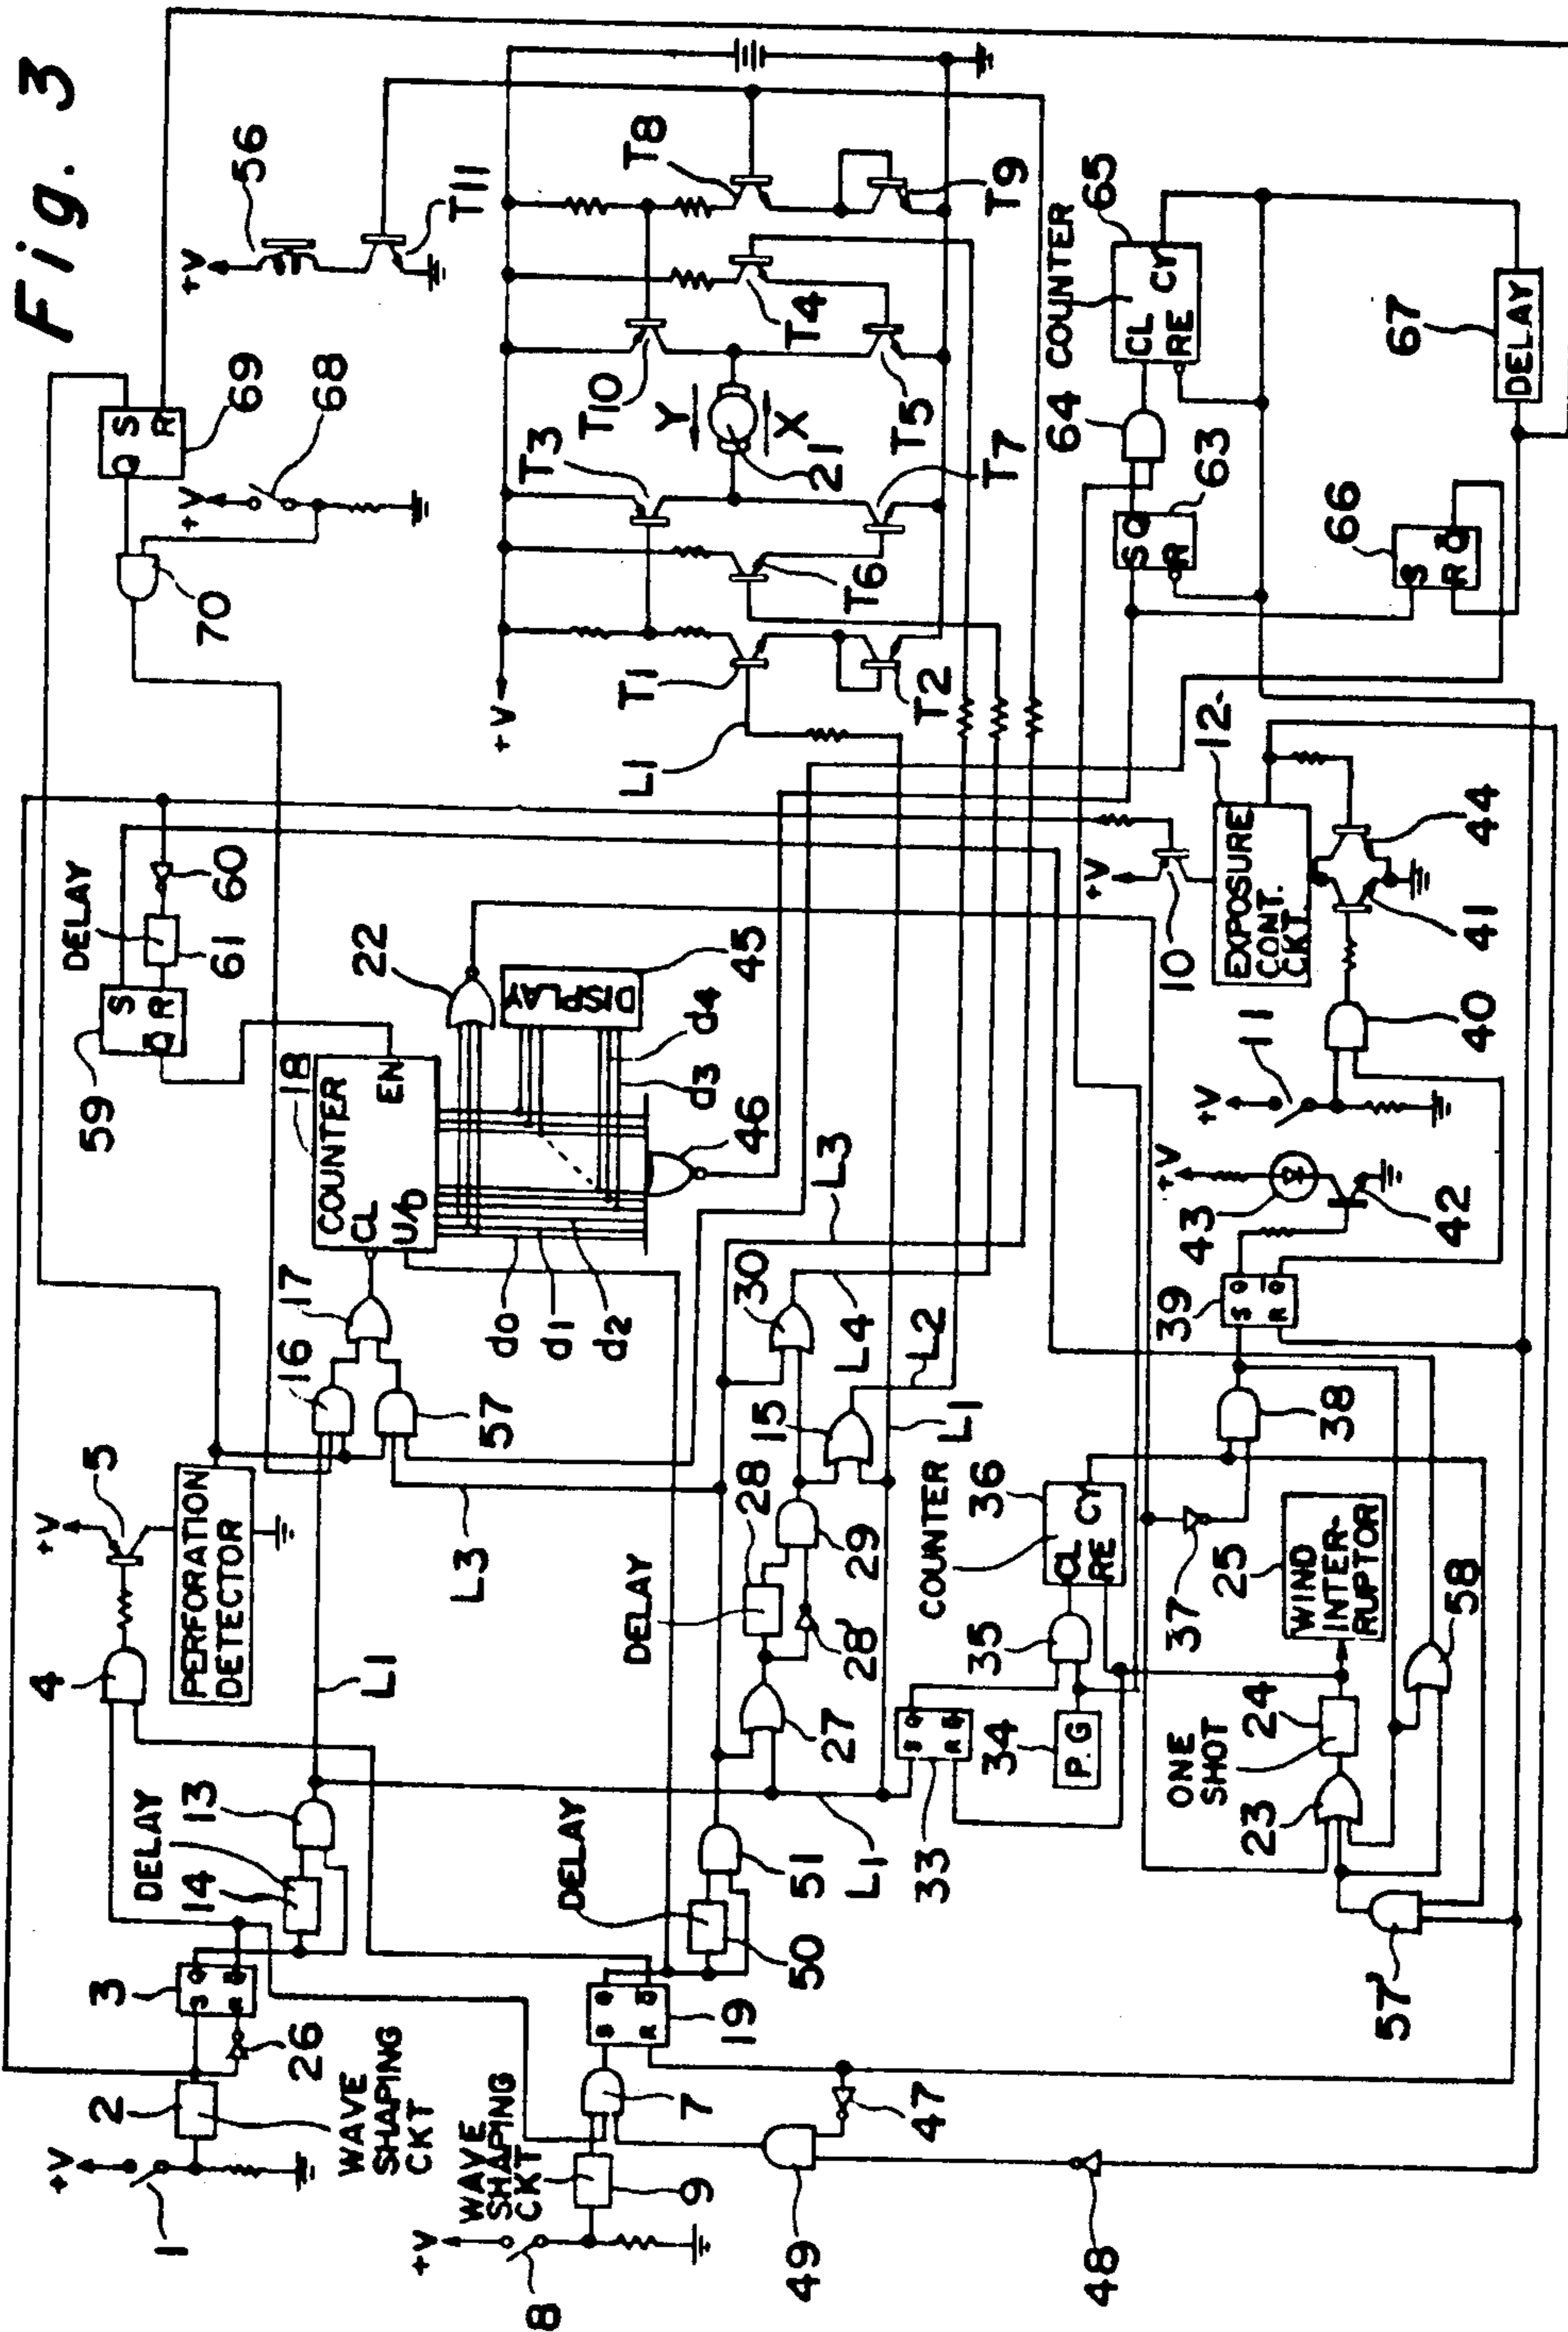 Fig. 3
+V
1
2
WAVE
SHAPING
CKT
3
S
Q
R
Q
26
DELAY
14
13
4
+V
5
PERFORATION
DETECTOR
L1
16
17
57
L3
18
COUNTER
CL
U/D
EN
59
S
Q
R
DELAY
61
60
22
DISPLAY
45
d0
d1
d2
d3
d4
46
70
Q
S
R
69
+V
68
+V
56
T11
+V
T1
T2
T3
T6
T7
21
Y
X
T10
T4
T5
T8
T9
L1
+V
8
WAVE
SHAPING
CKT
9
7
S
Q
R
Q
19
DELAY
50
51
L1
27
DELAY
28
28'
29
15
30
L4
L2
L1
L3
49
47
48
33
S
Q
R
Q
34
P.G
35
COUNTER
36
CL
CY
RE
37
38
39
S
Q
R
Q
+V
43
42
+V
11
40
41
44
+V
10
EXPOSURE
CONT.
CKT.
12
57'
23
ONE
SHOT
24
25
WIND
INTER-
RUPTOR
58
63
S
Q
R
64
COUNTER
65
CL
CY
RE
66
S
R
Q
67
DELAY